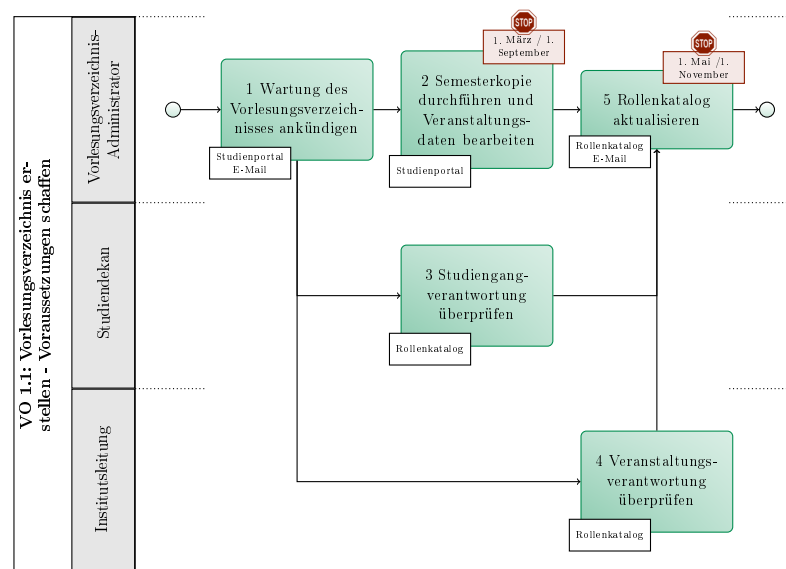 VO 1.1: Vorlesungsverzeichnis er-
stellen - Voraussetzungen schaffen
Vorlesungsverzeichnis-
Administrator
1 Wartung des
Vorlesungsverzeich-
nisses ankündigen
Studienportal
E-Mail
STOP
1. März / 1.
September
2 Semesterkopie
durchführen und
Veranstaltungs-
daten bearbeiten
Studienportal
STOP
1. Mai /1.
November
5 Rollenkatalog
aktualisieren
Rollenkatalog
E-Mail
Studiendekan
3 Studiengang-
verantwortung
überprüfen
Rollenkatalog
Institutsleitung
4 Veranstaltungs-
verantwortung
überprüfen
Rollenkatalog